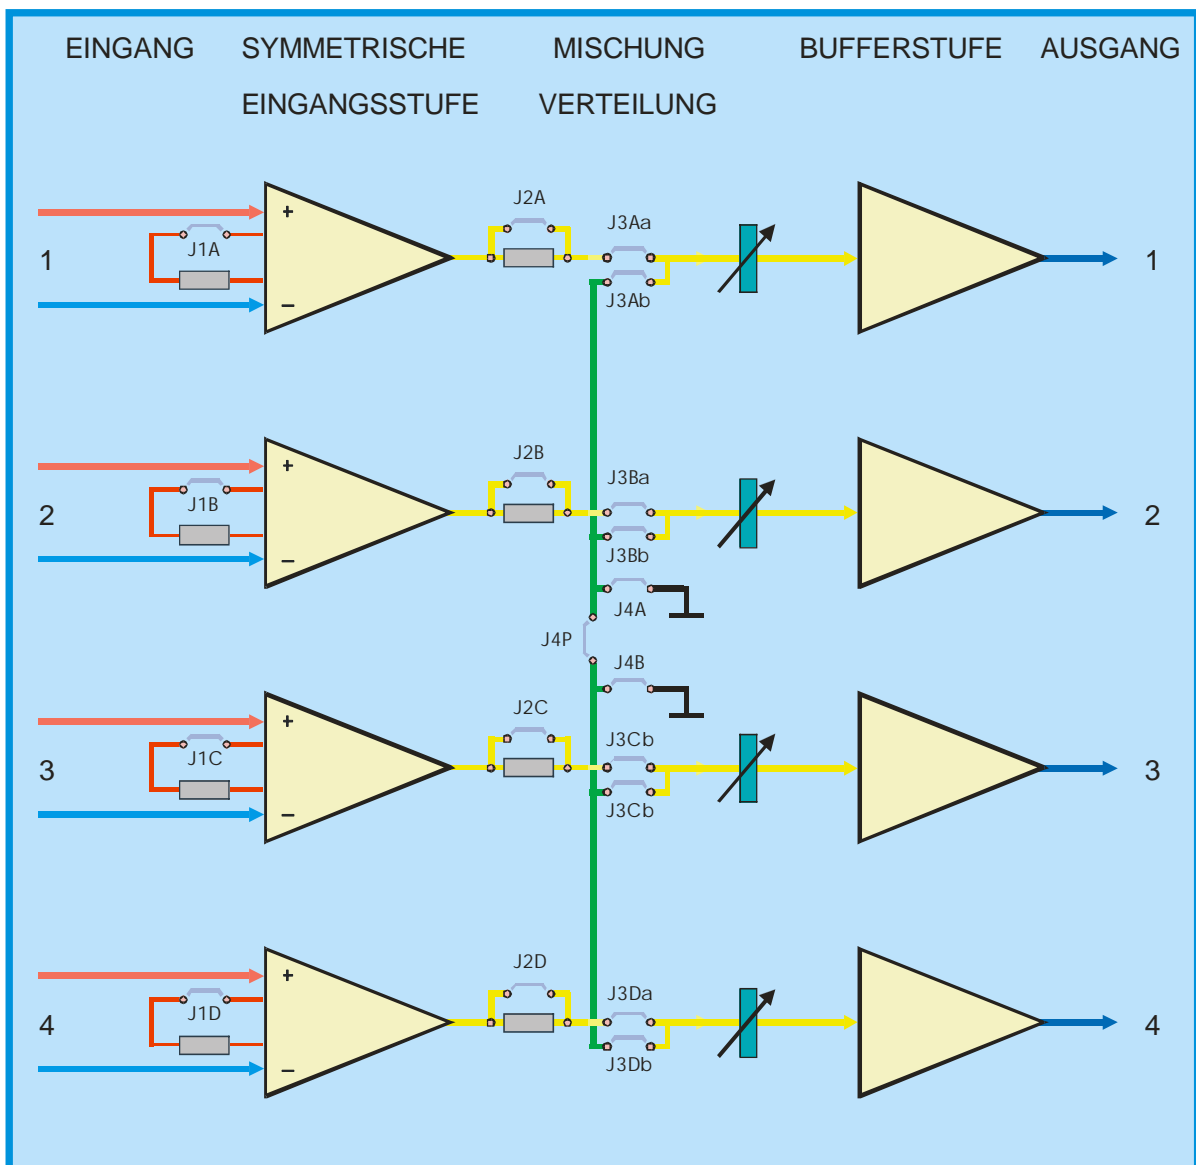 EINGANG SYMMETRISCHE MISCHUNG BUFFERSTUFE AUSGANG
EINGANGSSTUFE VERTEILUNG
J2A
+ J3Aa
J1A
1 1
– J3Ab
J2B
+ J3Ba
J1B
2 2
– J3Bb
J4A
J4P
J4B
J2C
+ J3Cb
J1C
3 3
– J3Cb
J2D
+ J3Da
J1D
4 4
– J3Db